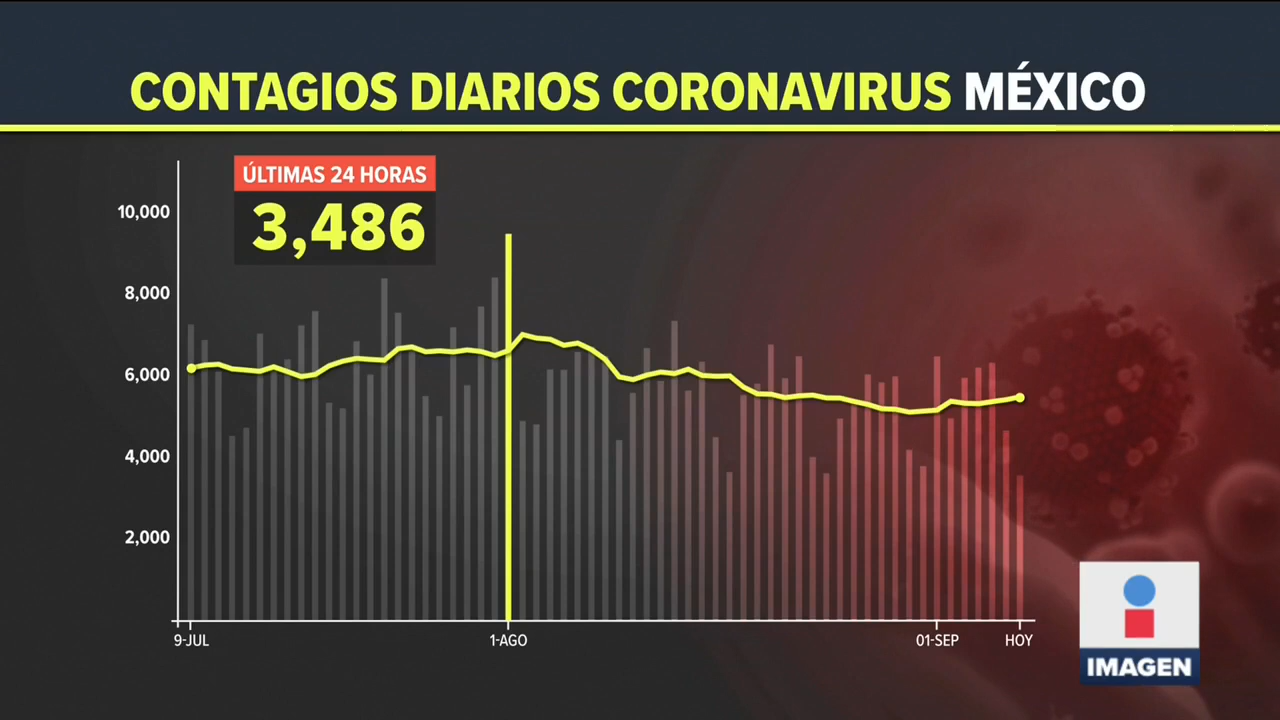 CONTAGIOS DIARIOS CORONAVIRUS MÉXICO
ÚLTIMAS 24 HORAS
3,486
10,000
8,000
6,000
4,000
2,000
9-JUL
1-AGO
01-SEP
HOY
IMAGEN